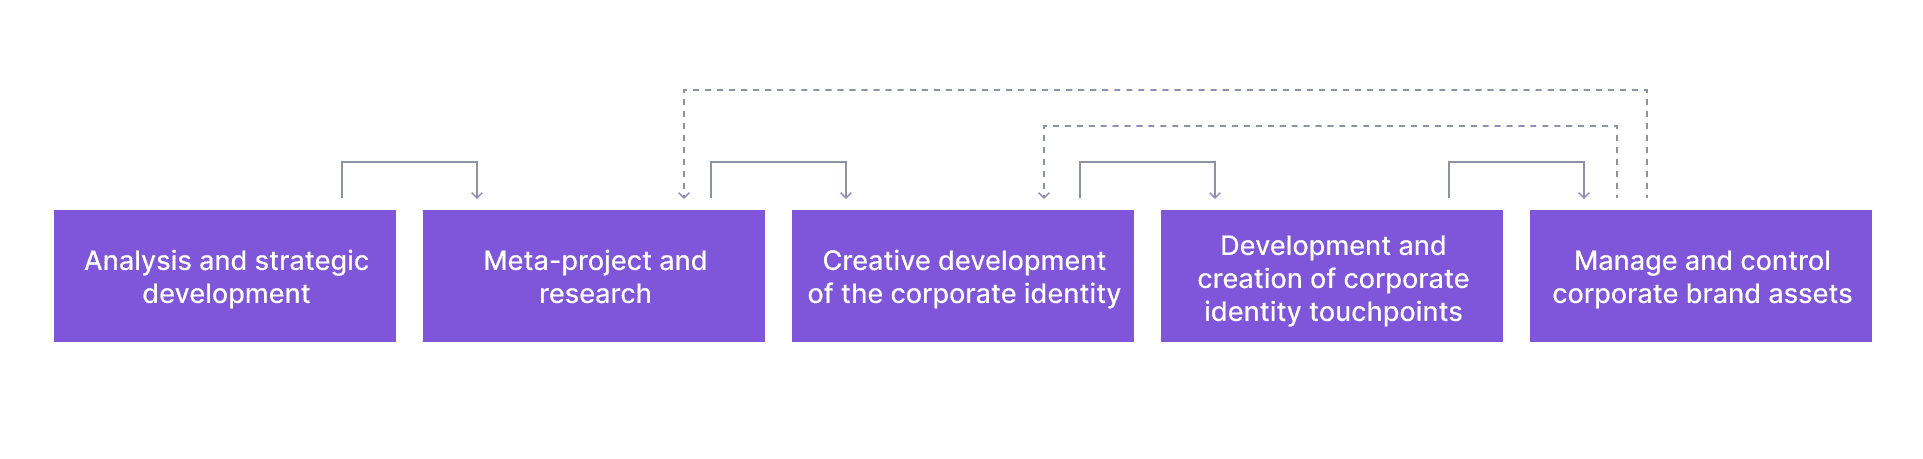 Analysis and strategic
development
Meta-project and
research
Creative development
of the corporate identity
Development and
creation of corporate
identity touchpoints
Manage and control
corporate brand assets